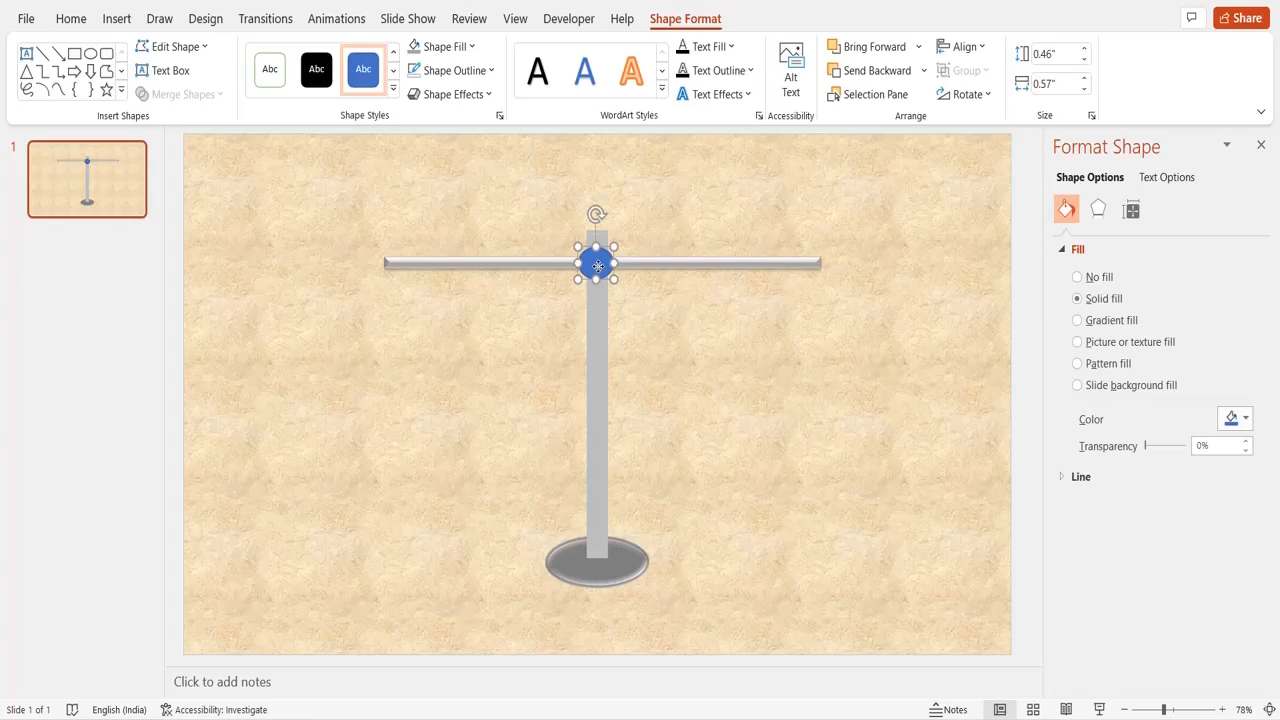 File Home Insert Draw Design Transitions Animations Slide Show Review View Developer Help Shape Format Share
Edit Shape
Text Box
Merge Shapes
Insert Shapes
Abc Abc Abc
Shape Fill
Shape Outline
Shape Effects
Shape Styles
A A A
Text Fill
Text Outline
Text Effects
WordArt Styles
Alt
Text
Accessibility
Bring Forward
Send Backward
Selection Pane
Align
Group
Rotate
Arrange
0.46"
0.57"
Size
1
Format Shape
Shape Options Text Options
Fill
No fill
Solid fill
Gradient fill
Picture or texture fill
Pattern fill
Slide background fill
Color
Transparency 0%
Line
Click to add notes
Slide 1 of 1 English (India) Accessibility: Investigate Notes 78%